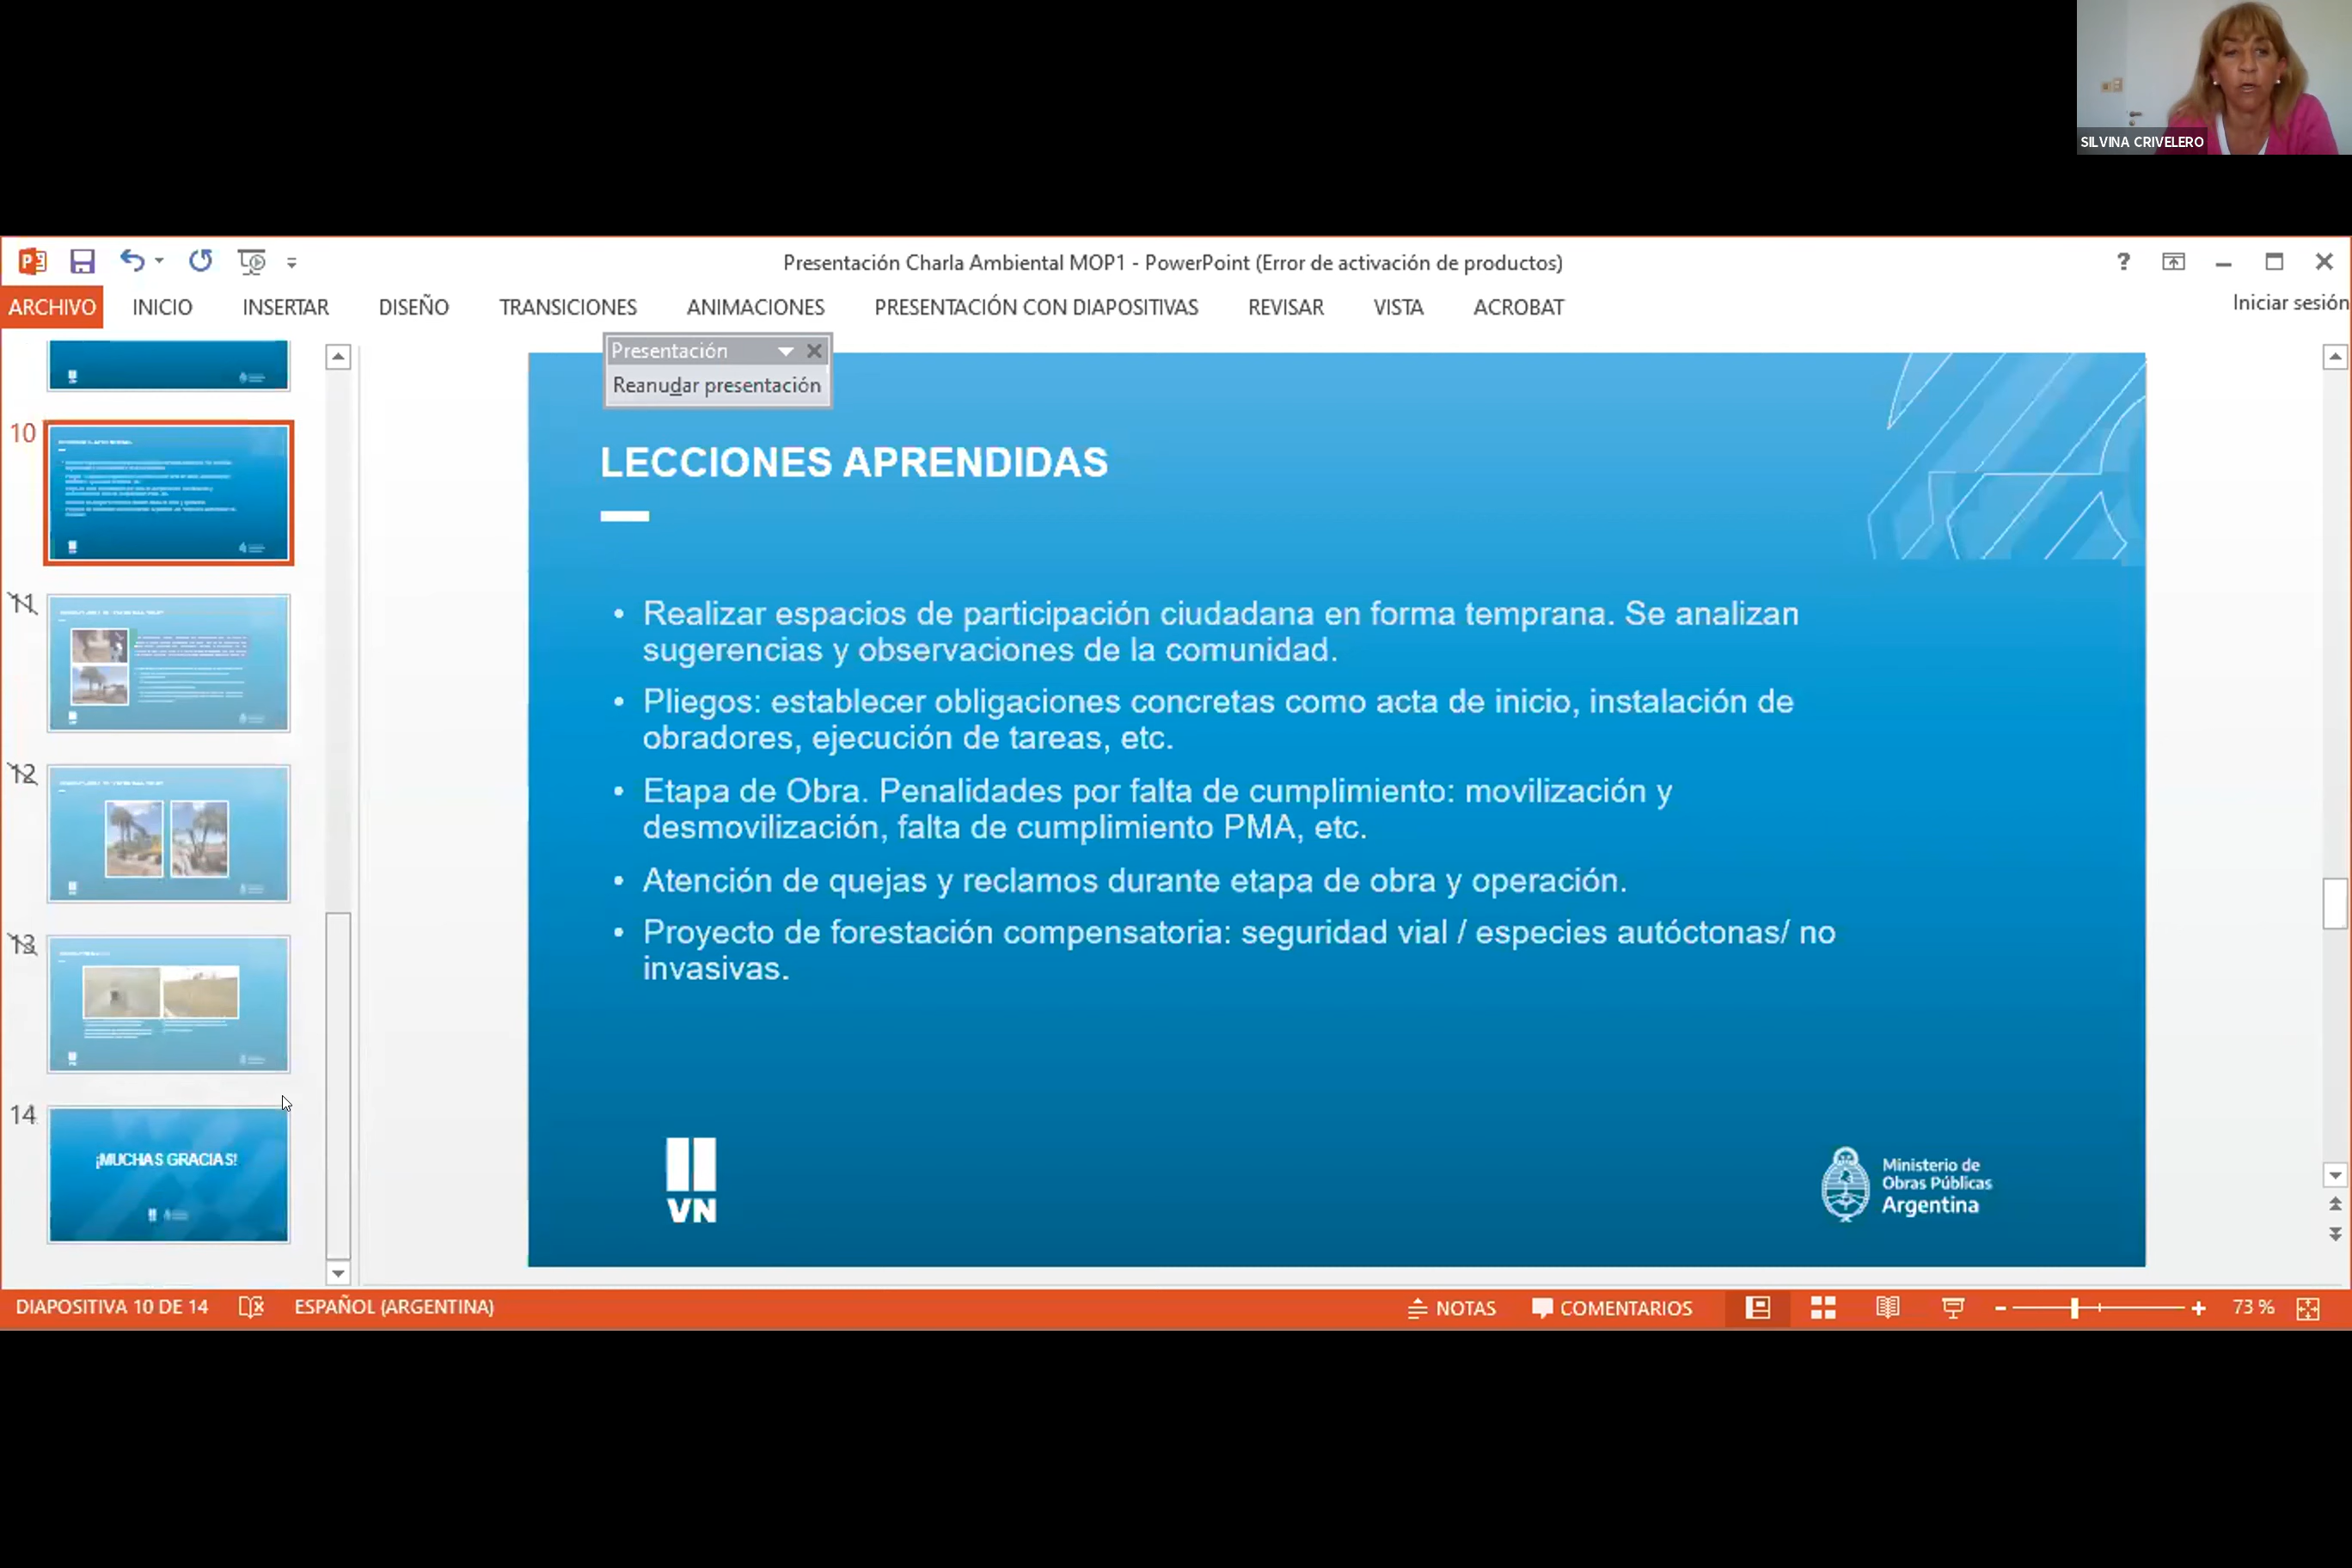 SILVINA CRIVELERO
Presentación Charla Ambiental MOP1 - PowerPoint (Error de activación de productos)
ARCHIVO INICIO INSERTAR DISEÑO TRANSICIONES ANIMACIONES PRESENTACIÓN CON DIAPOSITIVAS REVISAR VISTA ACROBAT Iniciar sesión
Presentación
Reanudar presentación
10
11
12
13
14
¡MUCHAS GRACIAS!
LECCIONES APRENDIDAS
• Realizar espacios de participación ciudadana en forma temprana. Se analizan
sugerencias y observaciones de la comunidad.
• Pliegos: establecer obligaciones concretas como acta de inicio, instalación de
obradores, ejecución de tareas, etc.
• Etapa de Obra. Penalidades por falta de cumplimiento: movilización y
desmovilización, falta de cumplimiento PMA, etc.
• Atención de quejas y reclamos durante etapa de obra y operación.
• Proyecto de forestación compensatoria: seguridad vial / especies autóctonas/ no
invasivas.
VN
Ministerio de
Obras Públicas
Argentina
DIAPOSITIVA 10 DE 14 ESPAÑOL (ARGENTINA) NOTAS COMENTARIOS 73 %